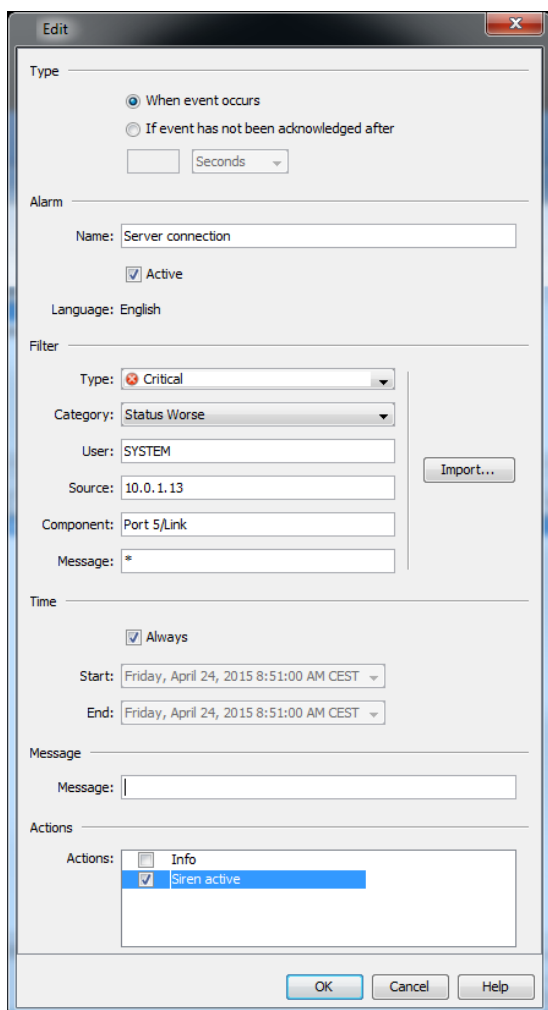 Edit
Type
When event occurs
If event has not been acknowledged after
Seconds
Alarm
Name: Server connection
Active
Language: English
Filter
Type: Critical
Category: Status Worse
User: SYSTEM
Import...
Source: 10.0.1.13
Component: Port 5/Link
Message: *
Time
Always
Start: Friday, April 24, 2015 8:51:00 AM CEST
End: Friday, April 24, 2015 8:51:00 AM CEST
Message
Message:
Actions
Actions: Info
Siren active
OK Cancel Help